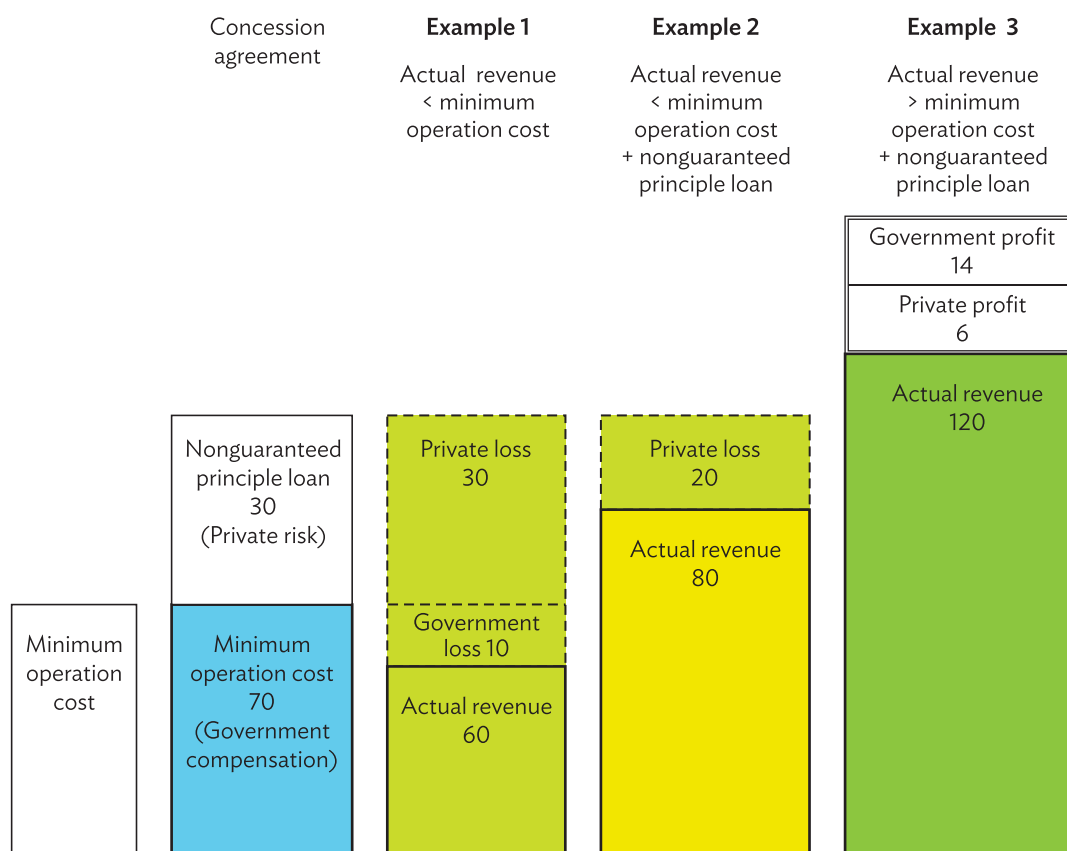 Concession
agreement
Example 1
Actual revenue
< minimum
operation cost
Example 2
Actual revenue
< minimum
operation cost
+ nonguaranteed
principle loan
Example 3
Actual revenue
> minimum
operation cost
+ nonguaranteed
principle loan
Minimum
operation
cost
Nonguaranteed
principle loan
30
(Private risk)
Minimum
operation cost
70
(Government
compensation)
Private loss
30
Government
loss 10
Actual revenue
60
Private loss
20
Actual revenue
80
Government profit
14
Private profit
6
Actual revenue
120